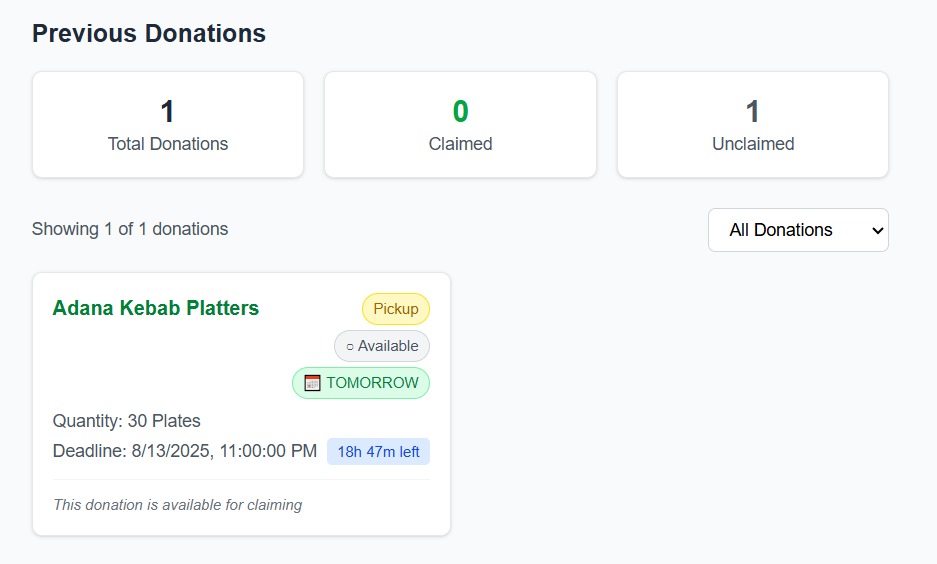 Previous Donations
1
Total Donations
0
Claimed
1
Unclaimed
Showing 1 of 1 donations
All Donations
Adana Kebab Platters
Pickup
○ Available
📅 TOMORROW
Quantity: 30 Plates
Deadline: 8/13/2025, 11:00:00 PM 18h 47m left
This donation is available for claiming